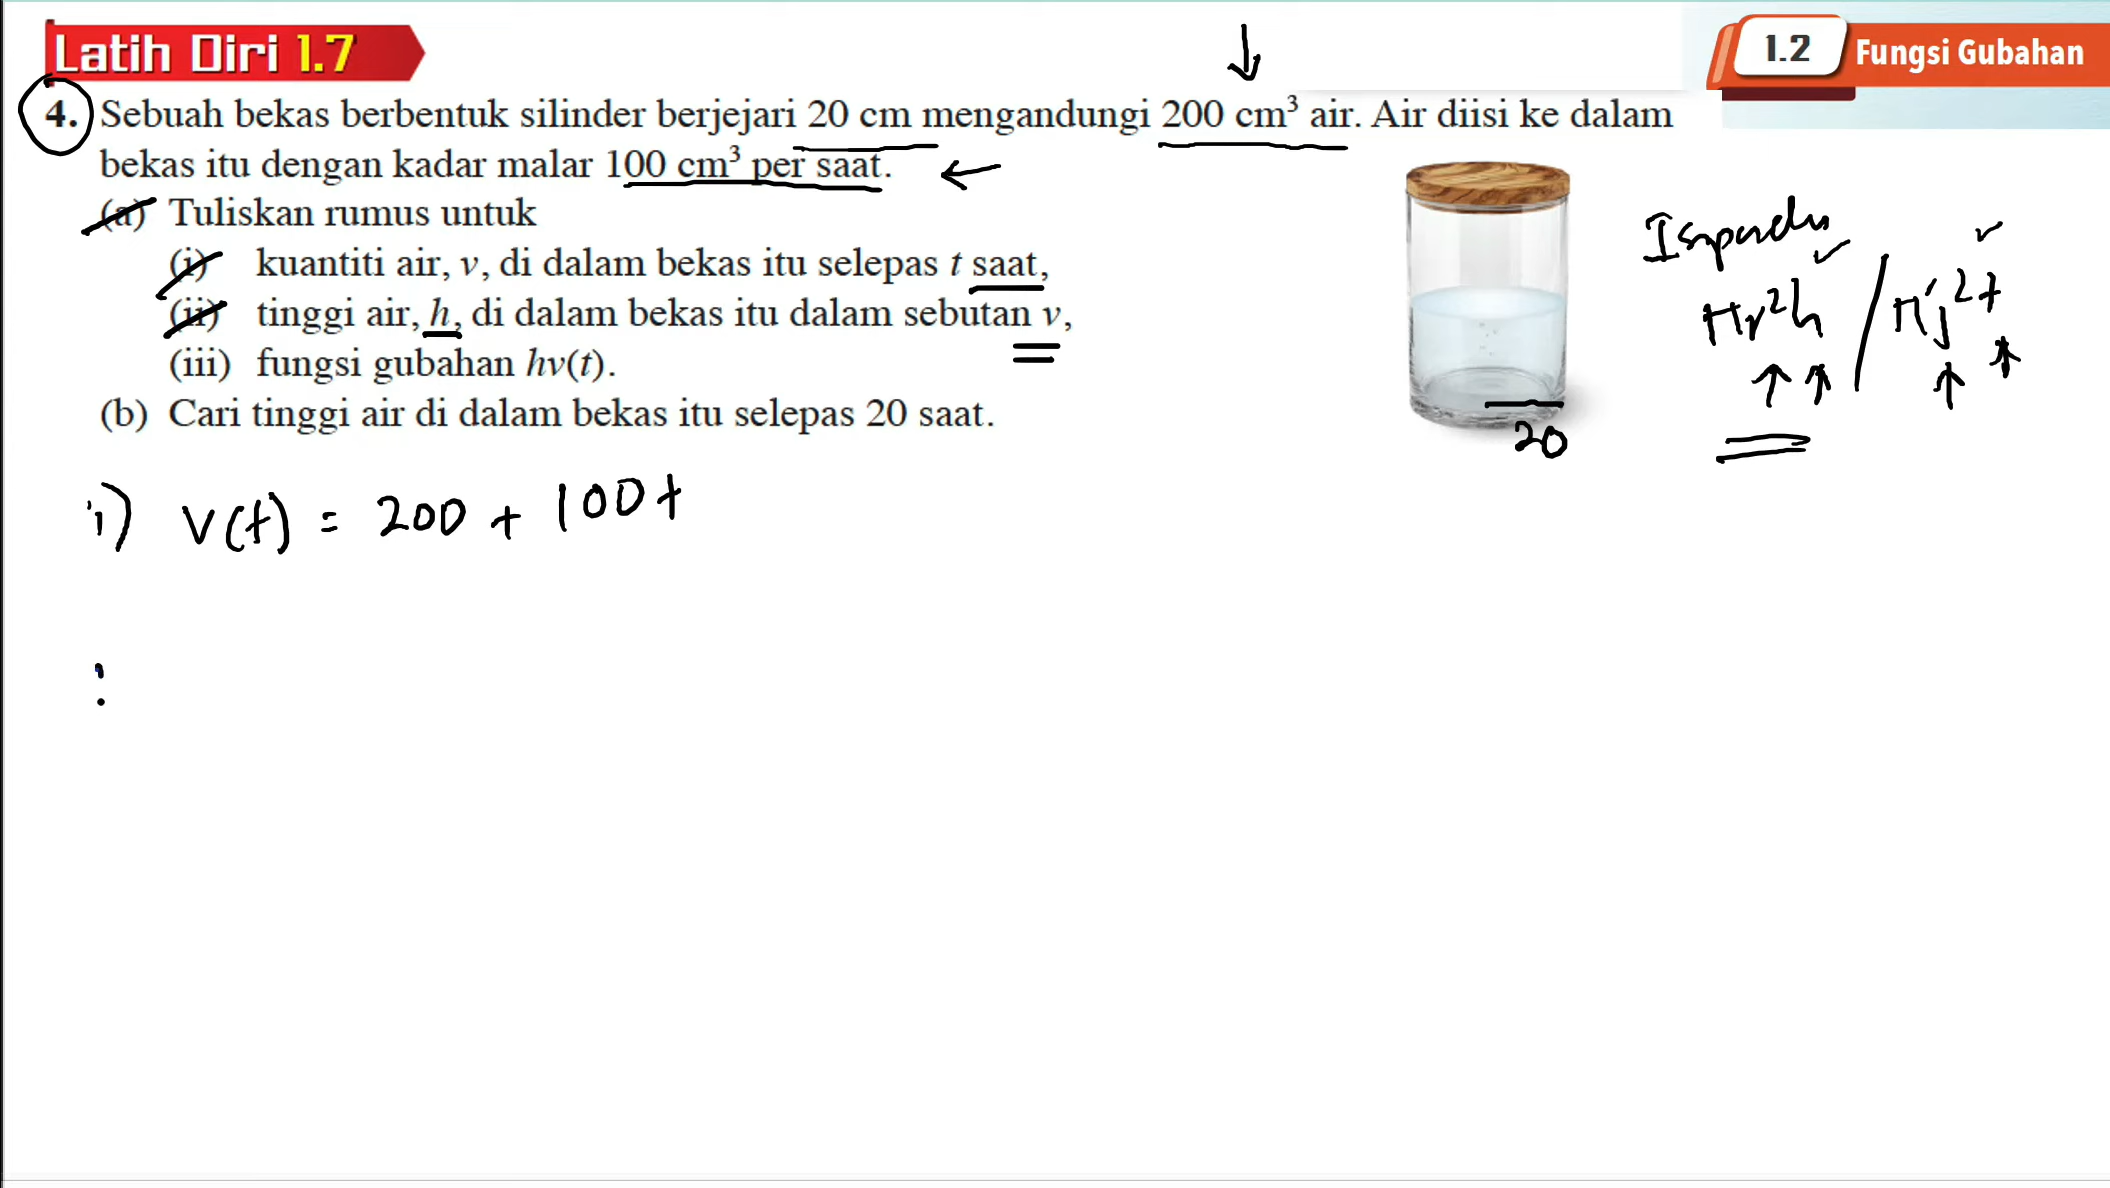 Latih Diri 1.7
1.2 Fungsi Gubahan
4. Sebuah bekas berbentuk silinder berjejari 20 cm mengandungi 200 cm³ air. Air diisi ke dalam
bekas itu dengan kadar malar 100 cm³ per saat.
(a) Tuliskan rumus untuk
(i) kuantiti air, v, di dalam bekas itu selepas t saat,
(ii) tinggi air, h, di dalam bekas itu dalam sebutan v,
(iii) fungsi gubahan hv(t).
(b) Cari tinggi air di dalam bekas itu selepas 20 saat.
20
Isipadu
πr²h / πj²t
i) v(t) = 200 + 100t